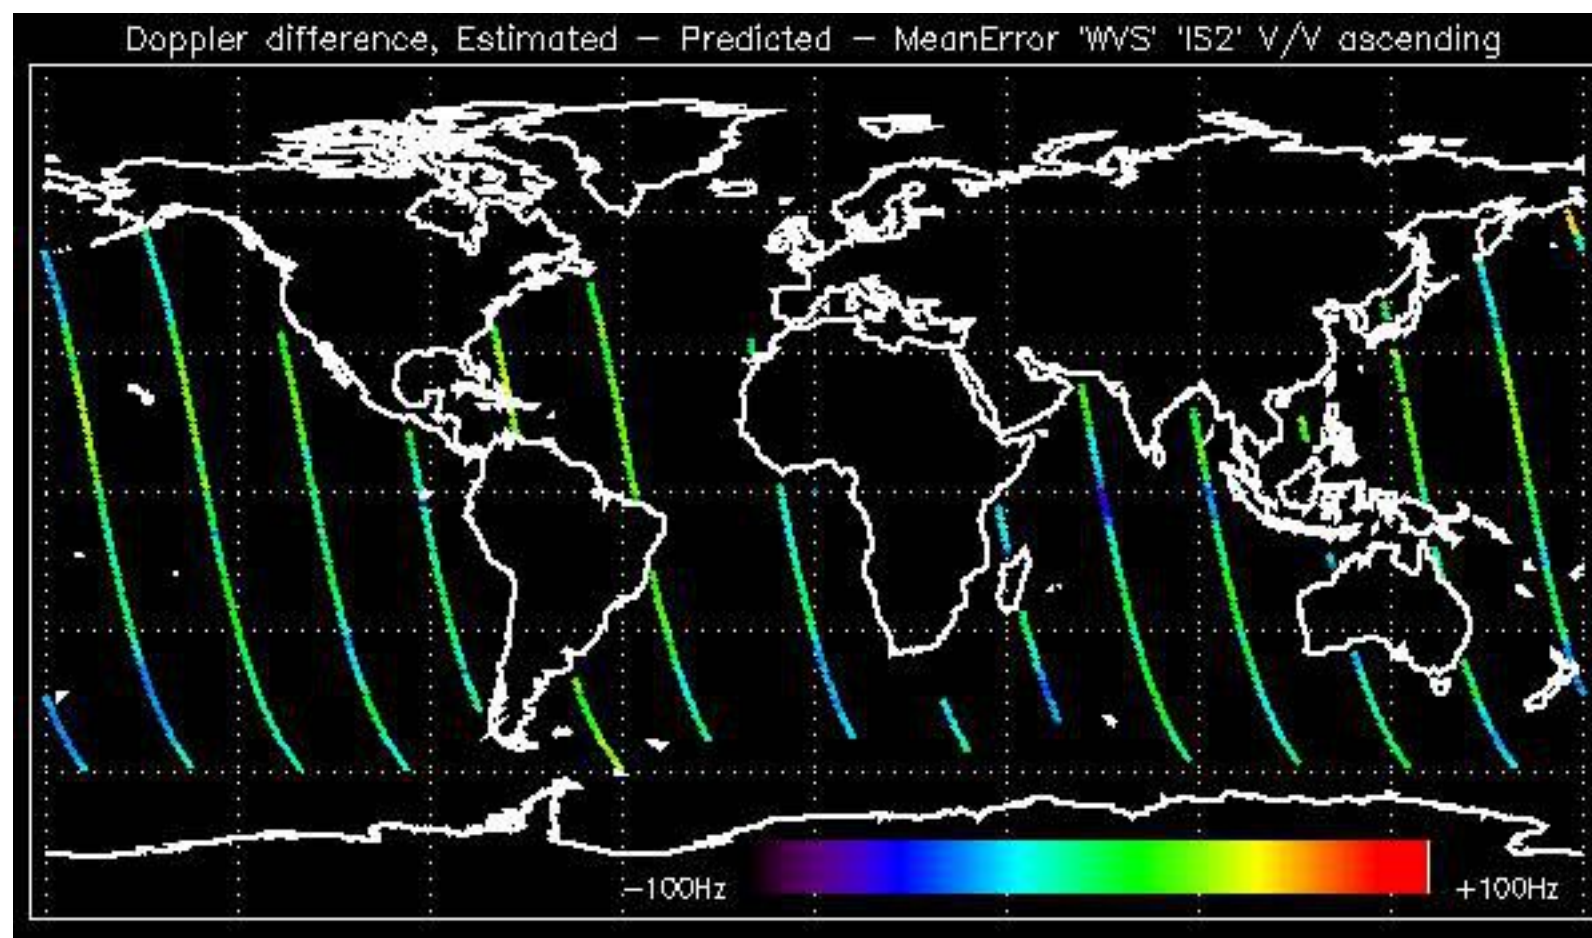 Doppler difference, Estimated – Predicted – MeanError 'WVS' 'IS2' V/V ascending
–100Hz +100Hz